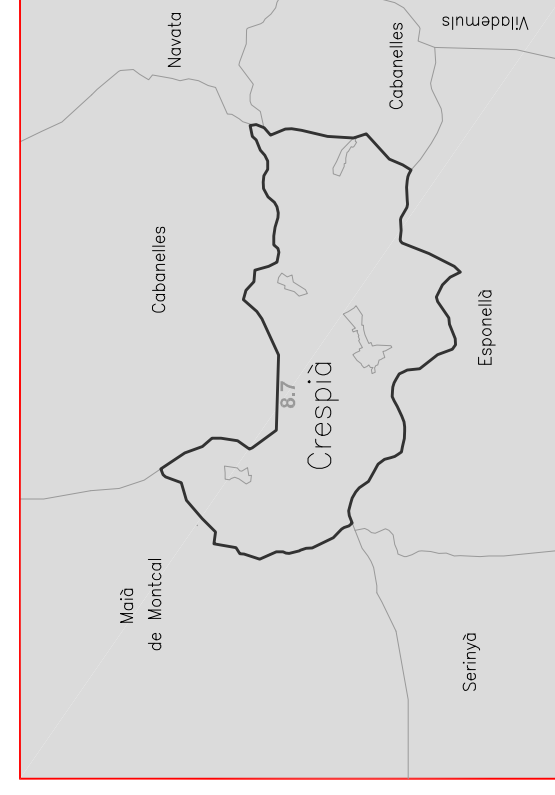 Navata
Cabanelles
Vilademuls
Cabanelles
Esponellà
8.7
Crespià
Maià
de Montcal
Serinyà